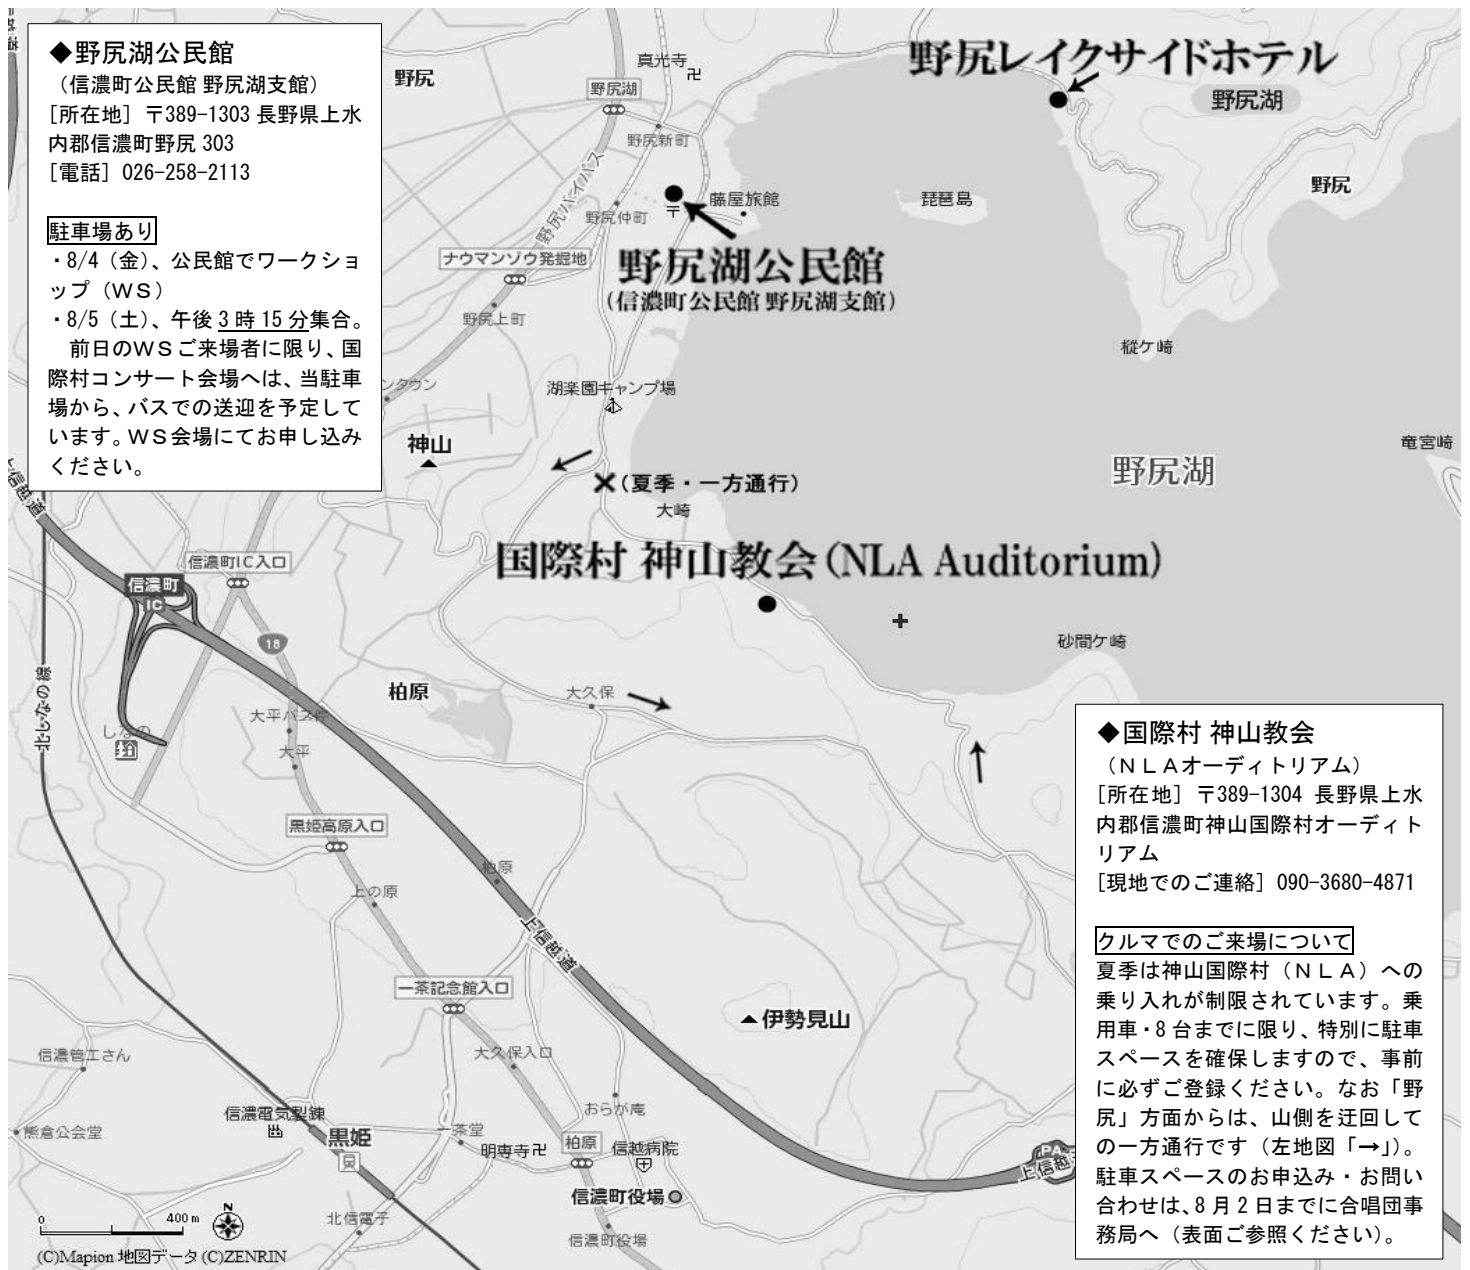 ◆野尻湖公民館
（信濃町公民館 野尻湖支館）
[所在地] 〒389-1303 長野県上水
内郡信濃町野尻 303
[電話] 026-258-2113
駐車場あり
・8/4（金）、公民館でワークショ
ップ（ＷＳ）
・8/5（土）、午後 3 時 15 分集合。
前日のＷＳご来場者に限り、国
際村コンサート会場へは、当駐車
場から、バスでの送迎を予定して
います。ＷＳ会場にてお申し込み
ください。
野尻
真光寺
野尻湖
野尻新町
野尻バイパス
野尻仲町
〒
藤屋旅館
野尻レイクサイドホテル
野尻湖
野尻
琵琶島
野尻湖公民館
（信濃町公民館 野尻湖支館）
ナウマンゾウ発掘地
野尻上町
ンタウン
湖楽園キャンプ場
樅ケ崎
竜宮崎
神山
野尻湖
(夏季・一方通行)
大崎
国際村 神山教会(NLA Auditorium)
砂間ケ崎
上信越道
信濃町IC入口
信濃町
IC
18
北しなの線
柏原
大久保
大平バス停
大平
しなの
黒姫高原入口
柏原
上の原
上信越道
一茶記念館入口
伊勢見山
大久保入口
信濃管工さん
おらが庵
信濃電気製錬
熊倉公会堂
黒姫
一茶堂
明専寺
柏原
信越病院
信濃町役場
信濃町役場
北信電子
PA
上信越
0
400 m
N
(C)Mapion 地図データ (C)ZENRIN
◆国際村 神山教会
（ＮＬＡオーディトリアム）
[所在地] 〒389-1304 長野県上水
内郡信濃町神山国際村オーディト
リアム
[現地でのご連絡] 090-3680-4871
クルマでのご来場について
夏季は神山国際村（ＮＬＡ）への
乗り入れが制限されています。乗
用車・8 台までに限り、特別に駐車
スペースを確保しますので、事前
に必ずご登録ください。なお「野
尻」方面からは、山側を迂回して
の一方通行です（左地図「→」）。
駐車スペースのお申込み・お問い
合わせは、8 月 2 日までに合唱団事
務局へ（表面ご参照ください）。